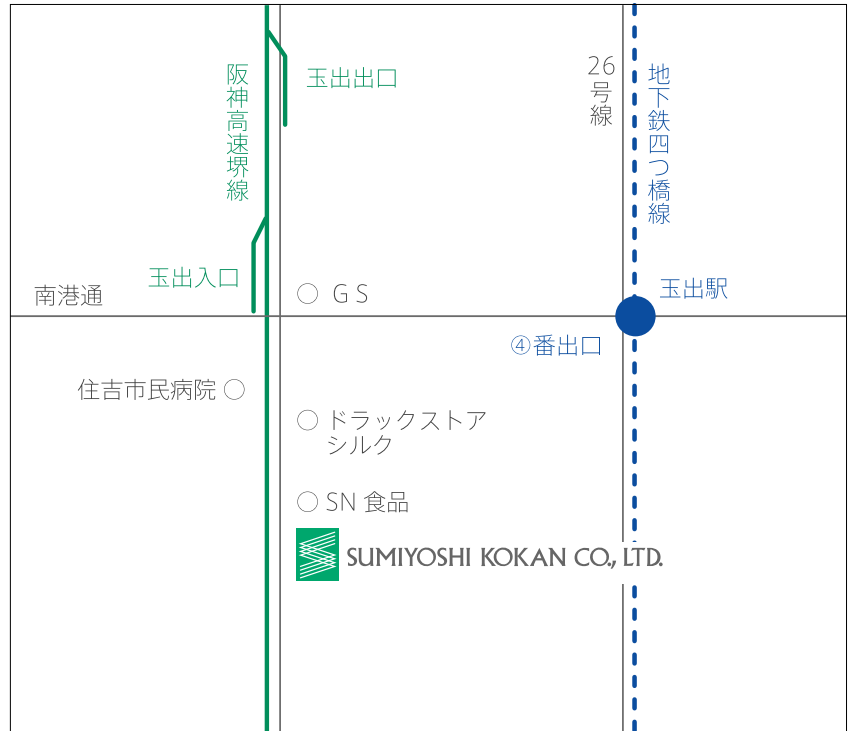 阪神高速堺線
玉出出口
26号線
地下鉄四つ橋線
玉出入口
南港通
GS
玉出駅
④番出口
住吉市民病院
ドラックストア
シルク
SN 食品
SUMIYOSHI KOKAN CO., LTD.